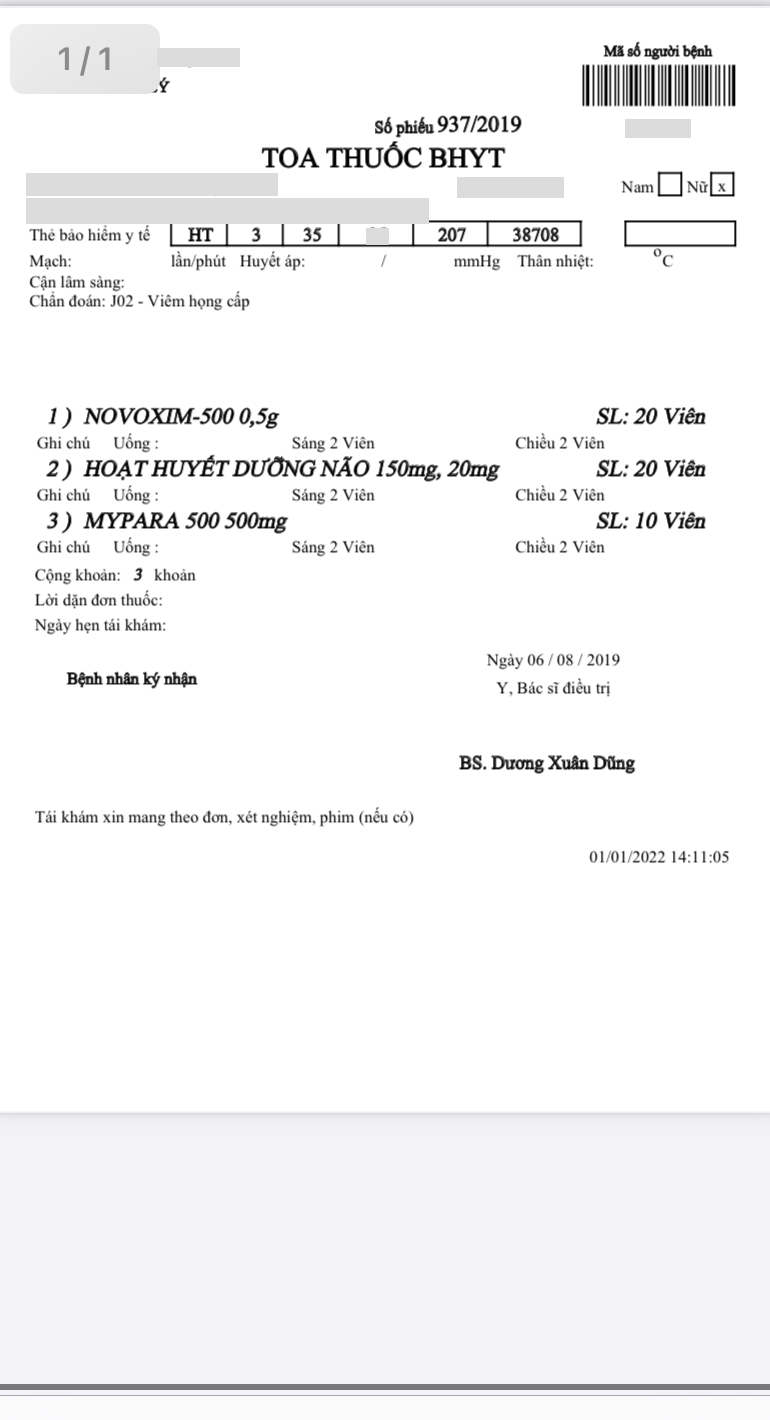 1/1
Ý
Mã số người bệnh
Số phiếu 937/2019
TOA THUỐC BHYT
Nam Nữ x
Thẻ bảo hiểm y tế HT 3 35 207 38708
Mạch: lần/phút Huyết áp: / mmHg Thân nhiệt: °C
Cận lâm sàng:
Chẩn đoán: J02 - Viêm họng cấp
1 ) NOVOXIM-500 0,5g SL: 20 Viên
Ghi chú Uống : Sáng 2 Viên Chiều 2 Viên
2 ) HOẠT HUYẾT DƯỠNG NÃO 150mg, 20mg SL: 20 Viên
Ghi chú Uống : Sáng 2 Viên Chiều 2 Viên
3 ) MYPARA 500 500mg SL: 10 Viên
Ghi chú Uống : Sáng 2 Viên Chiều 2 Viên
Cộng khoản: 3 khoản
Lời dặn đơn thuốc:
Ngày hẹn tái khám:
Ngày 06 / 08 / 2019
Bệnh nhân ký nhận
Y, Bác sĩ điều trị
BS. Dương Xuân Dũng
Tái khám xin mang theo đơn, xét nghiệm, phim (nếu có)
01/01/2022 14:11:05